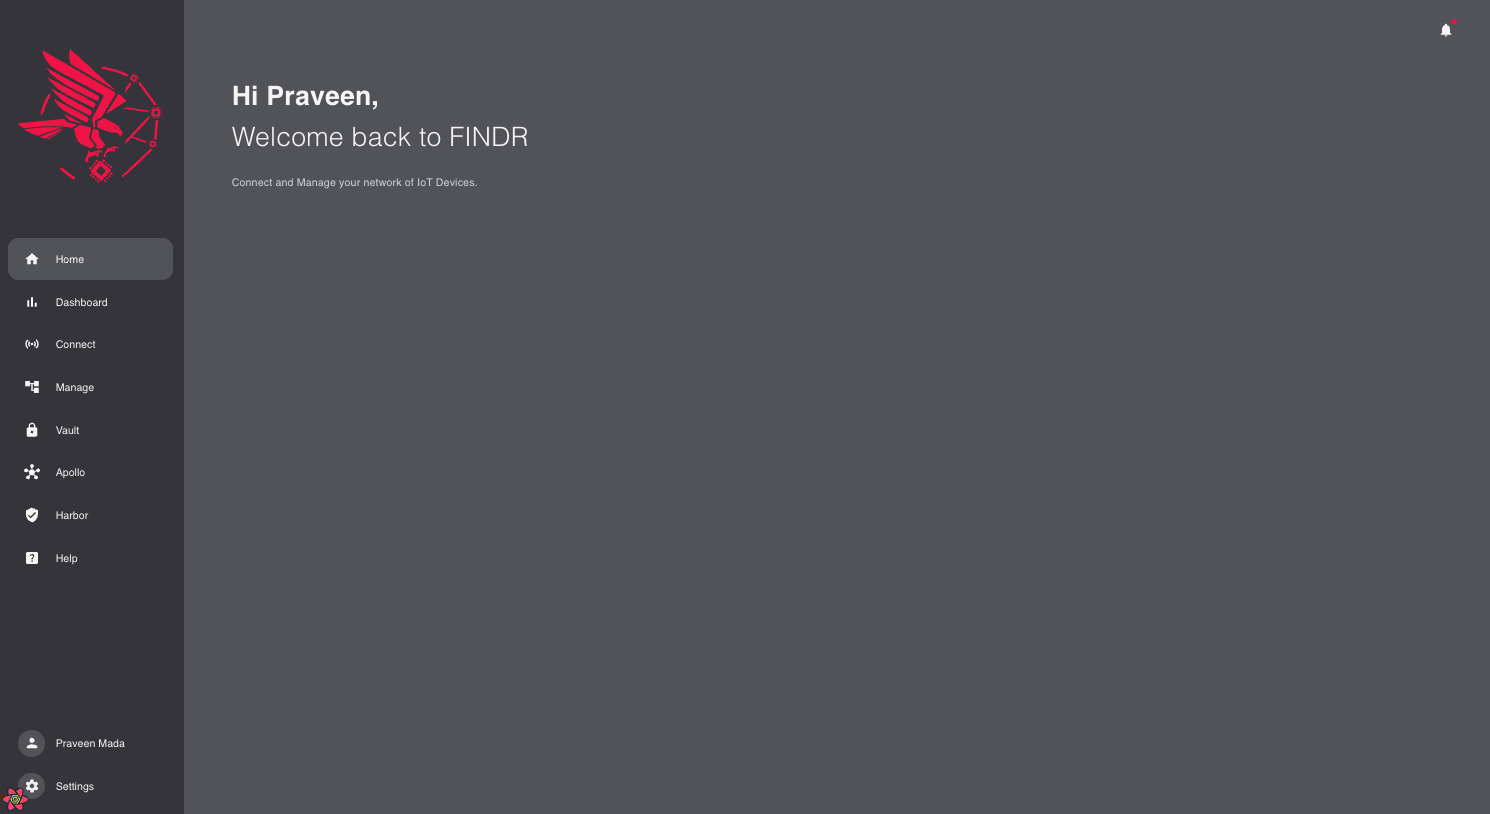 Hi Praveen,
Welcome back to FINDR
Connect and Manage your network of IoT Devices.
Home
Dashboard
Connect
Manage
Vault
Apollo
Harbor
Help
Praveen Mada
Settings